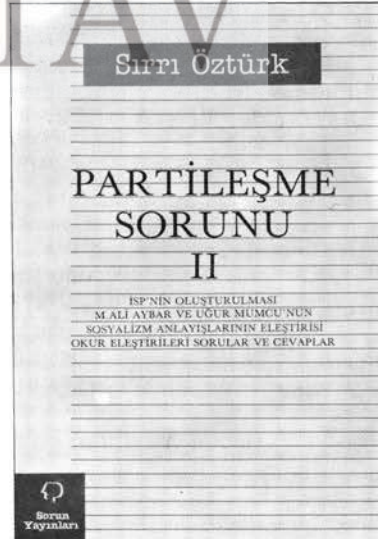 TAV
Sırrı Öztürk
PARTİLEŞME
SORUNU
II
İSP'NİN OLUŞTURULMASI
M ALİ AYBAR VE UĞUR MUMCU'NUN
SOSYALİZM ANLAYIŞLARININ ELEŞTİRİSİ
OKUR ELEŞTİRİLERİ SORULAR VE CEVAPLAR
Sorun
Yayınları